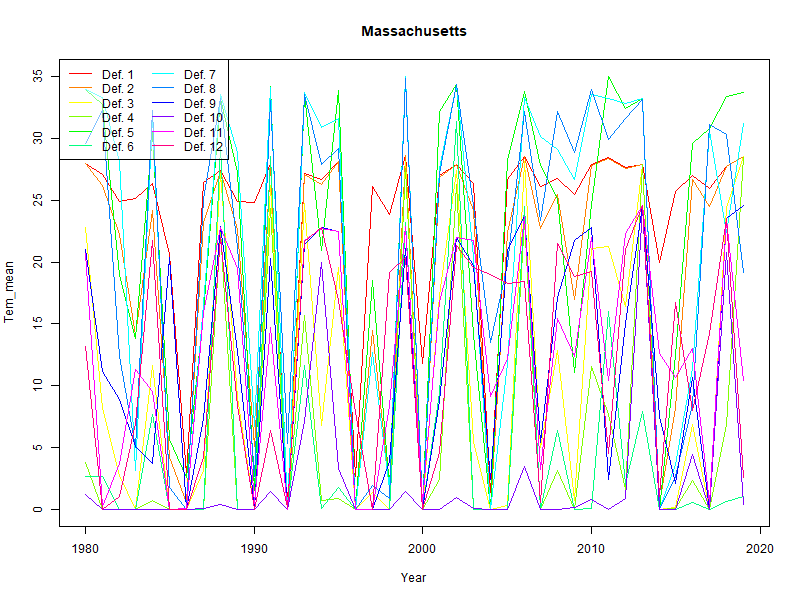 Massachusetts
Def. 1 Def. 7
Def. 2 Def. 8
Def. 3 Def. 9
Def. 4 Def. 10
Def. 5 Def. 11
Def. 6 Def. 12
35
30
25
20
15
10
5
0
Tern_mean
1980 1990 2000 2010 2020
Year